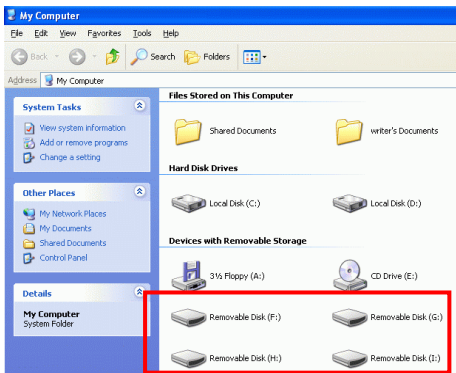 My Computer
File Edit View Favorites Tools Help
Back Search Folders
Address My Computer
System Tasks
View system information
Add or remove programs
Change a setting
Other Places
My Network Places
My Documents
Shared Documents
Control Panel
Details
My Computer
System Folder
Files Stored on This Computer
Shared Documents writer's Documents
Hard Disk Drives
Local Disk (C:) Local Disk (D:)
Devices with Removable Storage
3½ Floppy (A:) CD Drive (E:)
Removable Disk (F:) Removable Disk (G:)
Removable Disk (H:) Removable Disk (I:)